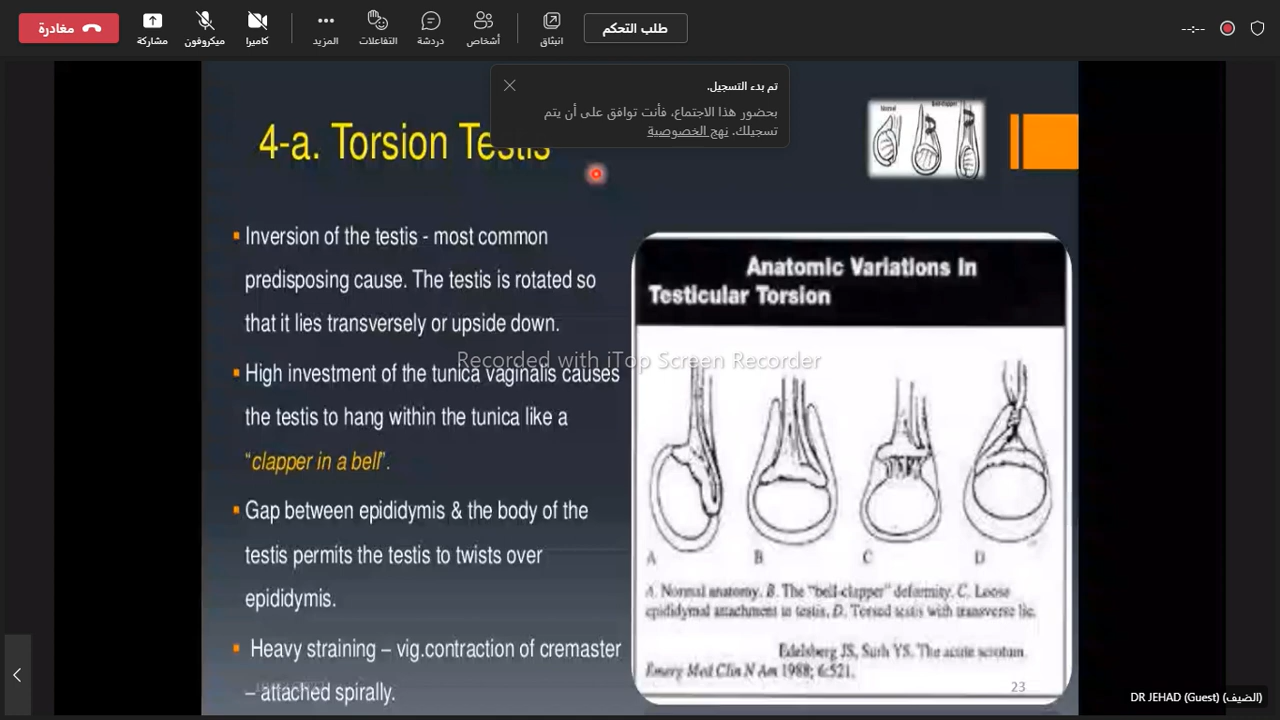 مغادرة
مشاركة
ميكروفون
كاميرا
المزيد
التفاعلات
دردشة
أشخاص
انبثاق
طلب التحكم
--:--
تم بدء التسجيل.
بحضور هذا الاجتماع، فأنت توافق على أن يتم
تسجيلك. نهج الخصوصية
4-a. Torsion Testis
Normal
Bell-clapper
Inversion of the testis - most common
predisposing cause. The testis is rotated so
that it lies transversely or upside down.
High investment of the tunica vaginalis causes
the testis to hang within the tunica like a
“clapper in a bell”.
Gap between epididymis & the body of the
testis permits the testis to twists over
epididymis.
Heavy straining – vig.contraction of cremaster
– attached spirally.
Recorded with iTop Screen Recorder
Anatomic Variations In
Testicular Torsion
A B C D
A. Normal anatomy. B. The "bell-clapper" deformity. C. Loose
epididymal attachment to testis. D. Torsed testis with transverse lie.
Edelsberg JS, Surh YS. The acute scrotum.
Emerg Med Clin N Am 1988; 6:521.
23
DR JEHAD (Guest) (الضيف)